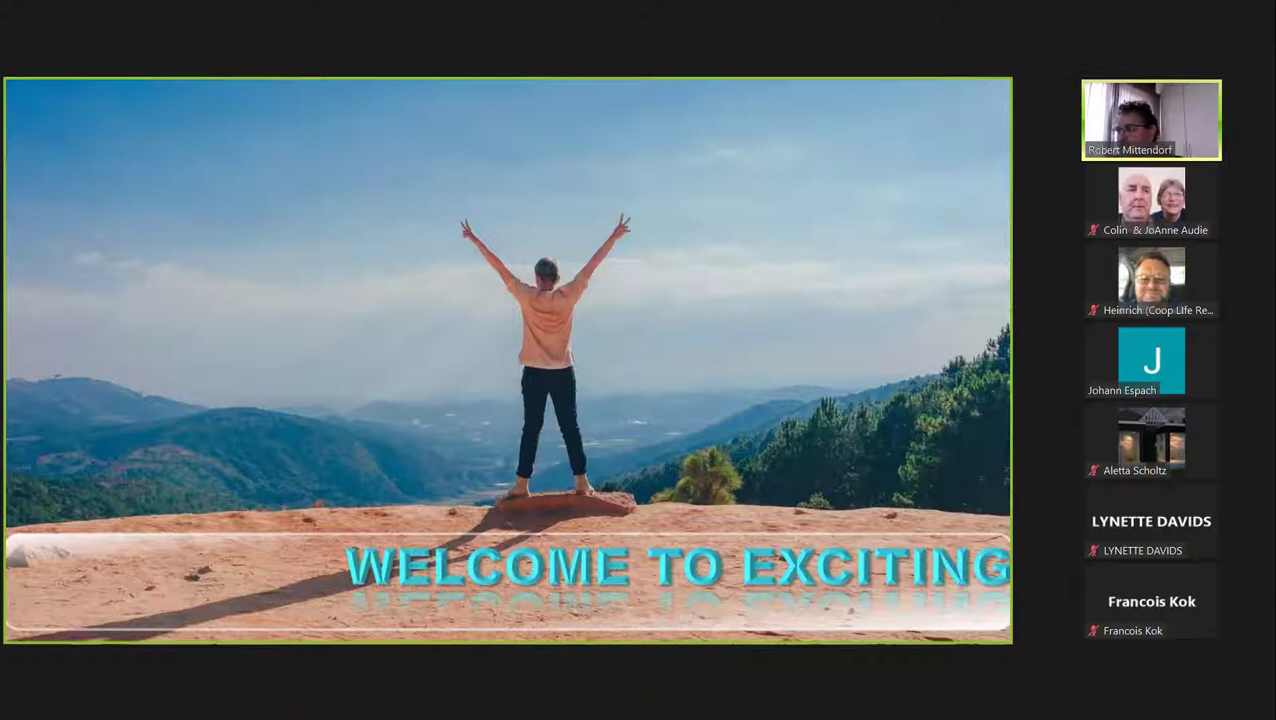 WELCOME TO EXCITING
Robert Mittendorf
Colin & JoAnne Audie
Heinrich (Coop LIfe Re...
J
Johann Espach
Aletta Scholtz
LYNETTE DAVIDS
LYNETTE DAVIDS
Francois Kok
Francois Kok